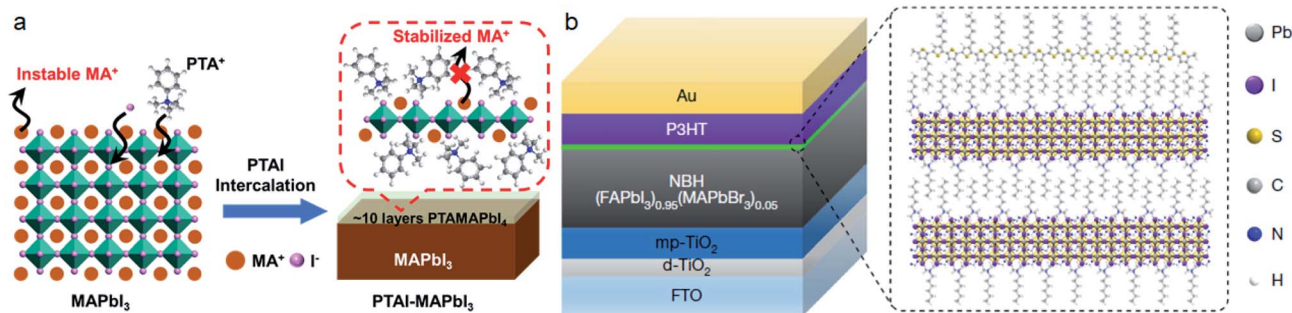 a
Instable MA⁺
PTA⁺
MAPbI₃
PTAI
Intercalation
MA⁺ I⁻
Stabilized MA⁺
~10 layers PTAMAPbI₄
MAPbI₃
PTAI-MAPbI₃
b
Au
P3HT
NBH
(FAPbI₃)₀.₉₅(MAPbBr₃)₀.₀₅
mp-TiO₂
d-TiO₂
FTO
Pb
I
S
C
N
H